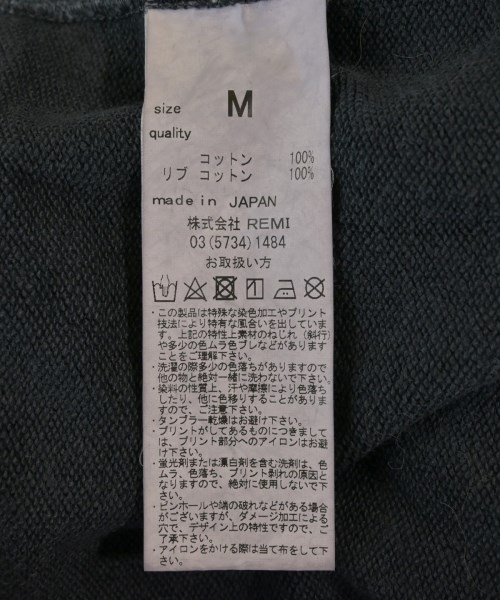 size M
quality
コットン 100%
リブ コットン 100%
made in JAPAN
株式会社 REMI
03(5734)1484
お取扱い方
・この製品は特殊な染色加工やプリント
技法により特有な風合いを出していま
す。上記の特性上素材のねじれ(斜行)
や多少の色ムラ色ブレなどがあります
ことをご理解下さい。
・洗濯の際多少の色落ちがありますので
他の物と絶対一緒に洗わないで下さい。
・染料の性質上、汗や摩擦により色落ち
したり、他に色移りすることがありま
すので、ご注意下さい。
・タンブラー乾燥はお避け下さい。
・プリントがしてあるものにつきまして
は、プリント部分へのアイロンはお避
け下さい。
・蛍光剤または漂白剤を含む洗剤は、色
ムラ、色落ち、プリント剥れの原因と
なりますので、絶対に使用しないで下
さい。
・ピンホールや端の破れなどがある場合
がございますが、ダメージ加工による
穴で、デザイン上の特性ですので、ご
了承下さい。
・アイロンをかける際は当て布をして下
さい。